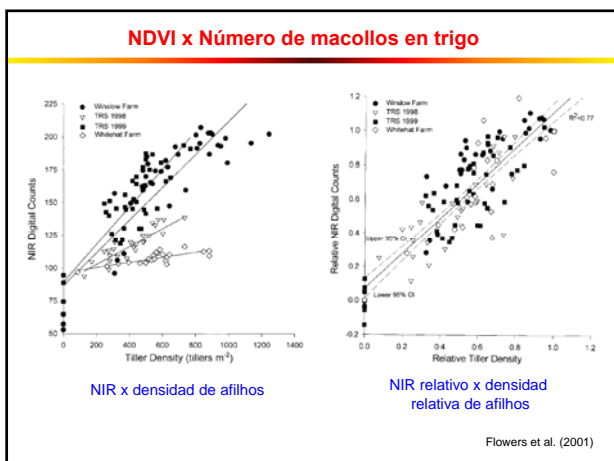 NDVI x Número de macollos en trigo
225
200
175
150
125
100
75
50
NIR Digital Counts
Winslow Farm
TRS 1998
TRS 1999
Whitehat Farm
0 200 400 600 800 1000 1200 1400
Tiller Density (tillers m-2)
NIR x densidad de afilhos
1.2
1.0
0.8
0.6
0.4
0.2
0.0
-0.2
Relative NIR Digital Counts
Winslow Farm
TRS 1998
TRS 1999
Whitehat Farm
R2=0.77
Upper 95% CI
Lower 95% CI
0.0 0.2 0.4 0.6 0.8 1.0 1.2
Relative Tiller Density
NIR relativo x densidad
relativa de afilhos
Flowers et al. (2001)